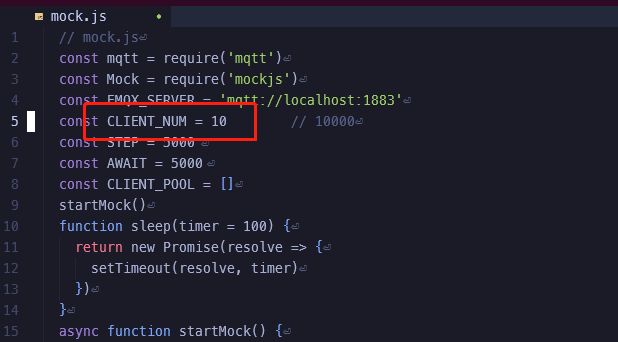 mock.js
1 // mock.js
2 const mqtt = require('mqtt')
3 const Mock = require('mockjs')
4 const EMQX_SERVER = 'mqtt://localhost:1883'
5 const CLIENT_NUM = 10 // 10000
6 const STEP = 5000
7 const AWAIT = 5000
8 const CLIENT_POOL = []
9 startMock()
10 function sleep(timer = 100) {
11 return new Promise(resolve => {
12 setTimeout(resolve, timer)
13 })
14 }
15 async function startMock() {